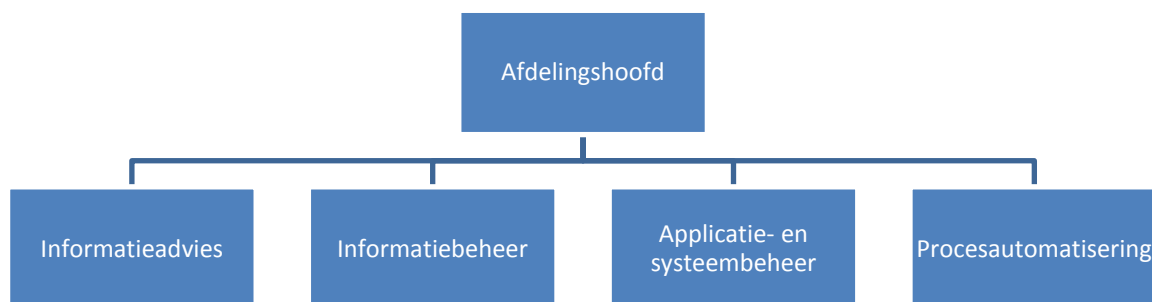 Afdelingshoofd
Informatieadvies
Informatiebeheer
Applicatie- en
systeembeheer
Procesautomatisering